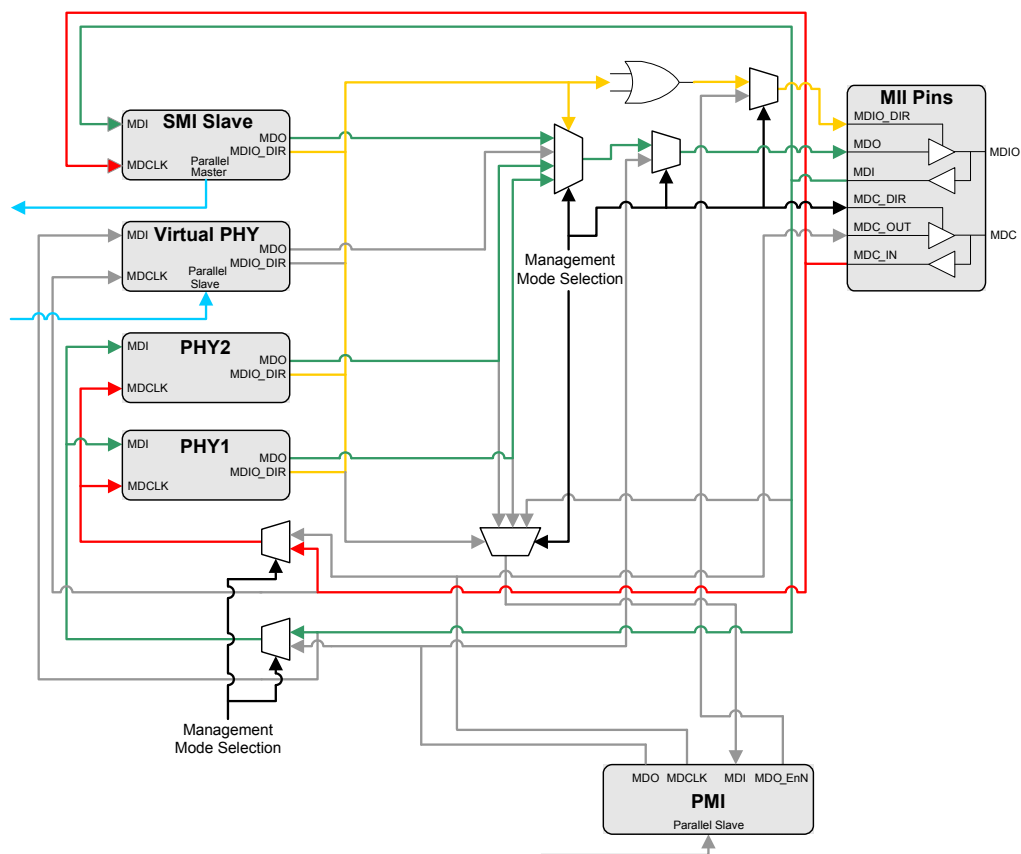 SMI Slave
MDI
MDO
MDIO_DIR
MDCLK
Parallel
Master
Virtual PHY
MDI
MDO
MDIO_DIR
MDCLK
Parallel
Slave
PHY2
MDI
MDO
MDIO_DIR
MDCLK
PHY1
MDI
MDO
MDIO_DIR
MDCLK
Management
Mode Selection
MII Pins
MDIO_DIR
MDO
MDIO
MDI
MDC_DIR
MDC_OUT
MDC
MDC_IN
Management
Mode Selection
MDO MDCLK MDI MDO_EnN
PMI
Parallel Slave